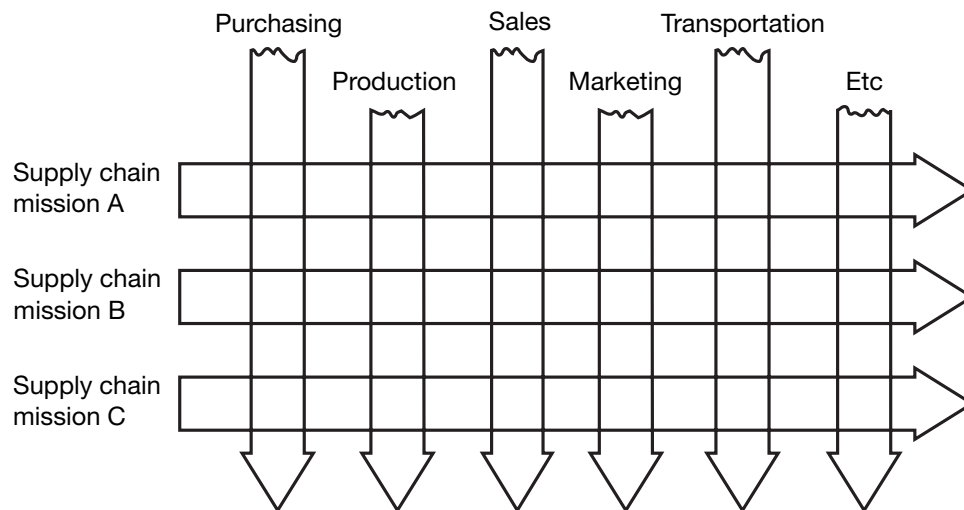 Purchasing
Sales
Transportation
Production
Marketing
Etc
Supply chain
mission A
Supply chain
mission B
Supply chain
mission C